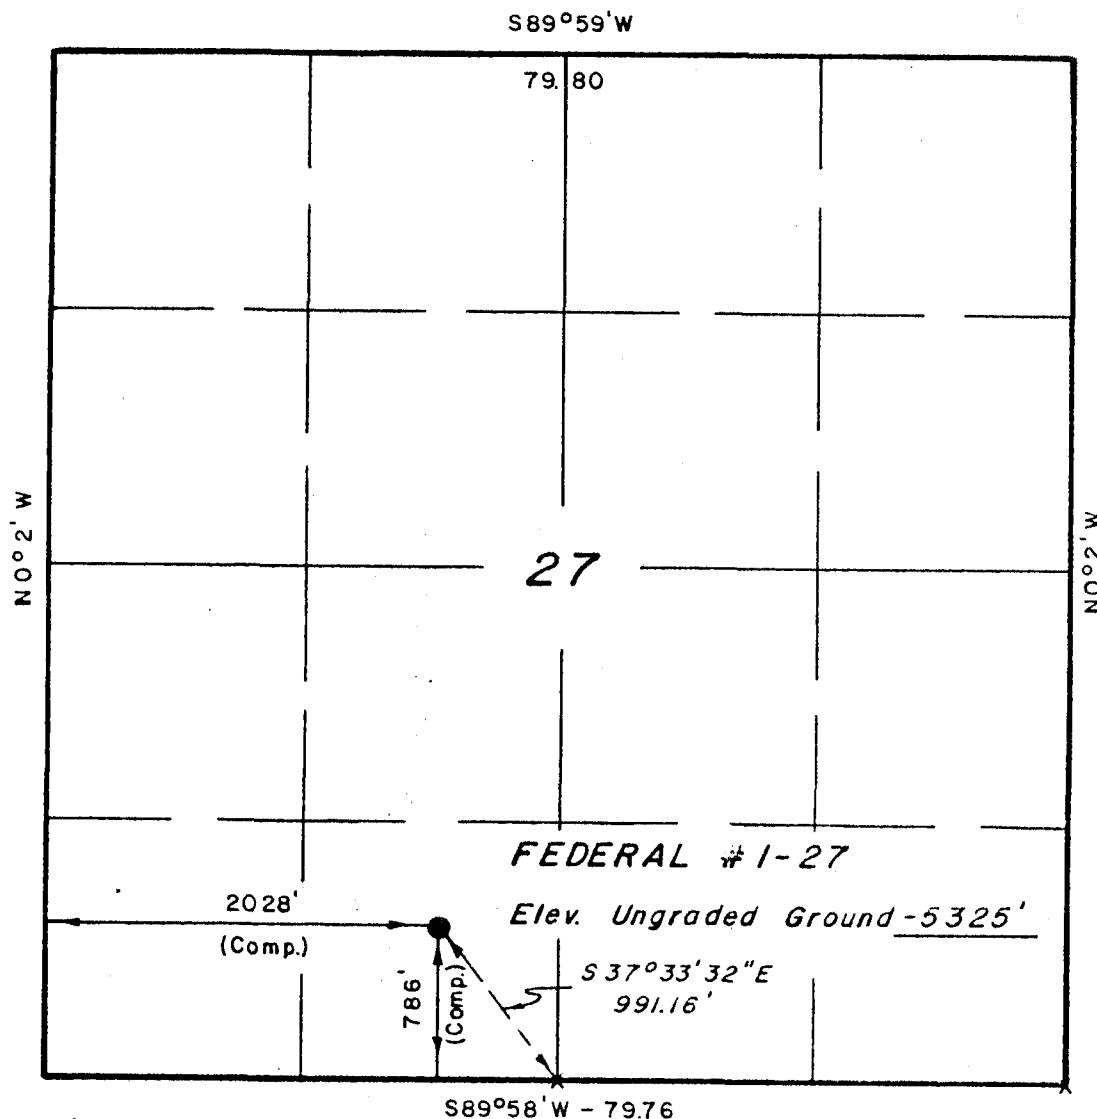 S89°59'W
79.80
N0°2'W
N0°2'W
27
FEDERAL #1-27
Elev. Ungraded Ground -5325'
2028'
(Comp.)
786'
(Comp.)
S37°33'32"E
991.16'
S89°58'W - 79.76